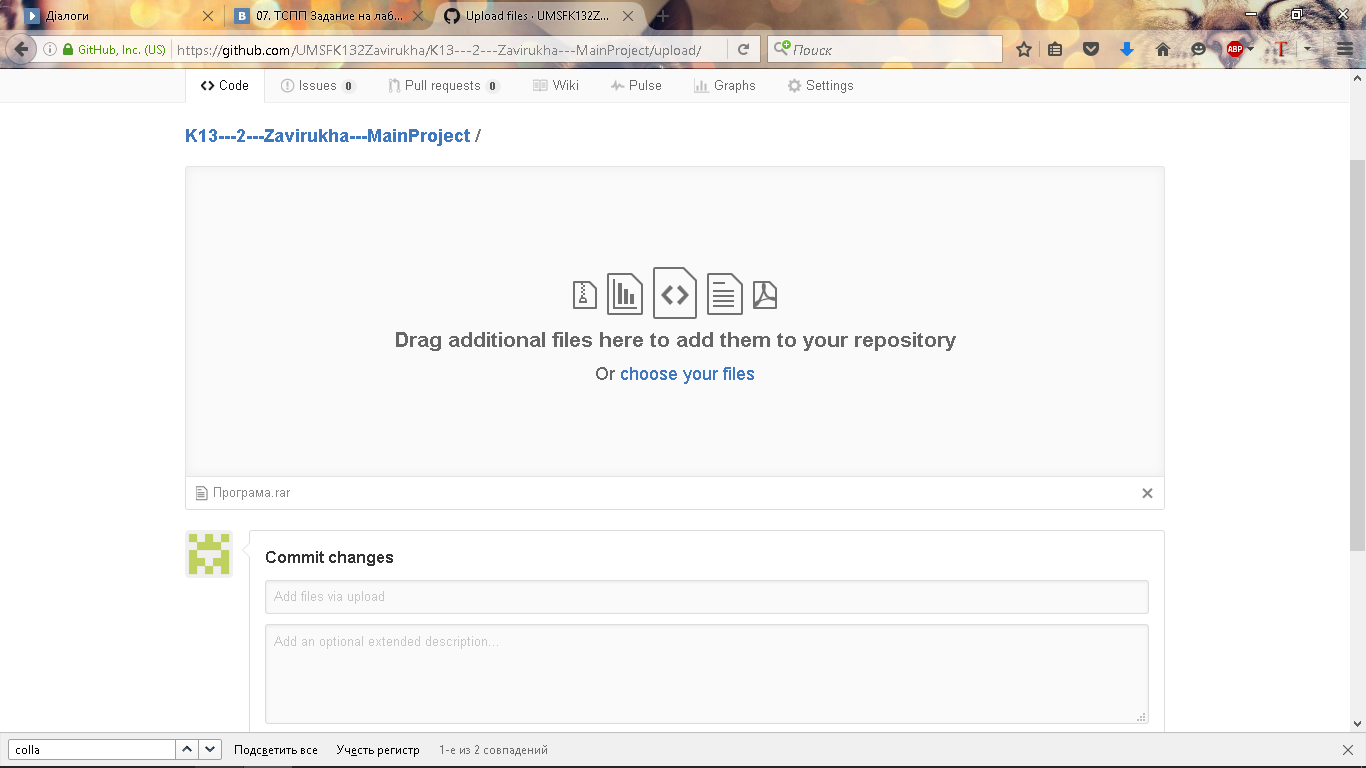 Діалоги
07. ТСПП Задание на лаб...
Upload files · UMSFK132Z...
GitHub, Inc. (US)
https://github.com/UMSFK132Zavirukha/K13---2---Zavirukha---MainProject/upload/
Поиск
ABP
T
Code
Issues 0
Pull requests 0
Wiki
Pulse
Graphs
Settings
K13---2---Zavirukha---MainProject /
Drag additional files here to add them to your repository
Or choose your files
Програма.rar
Commit changes
Add files via upload
Add an optional extended description...
colla
Подсветить все
Учесть регистр
1-е из 2 совпадений